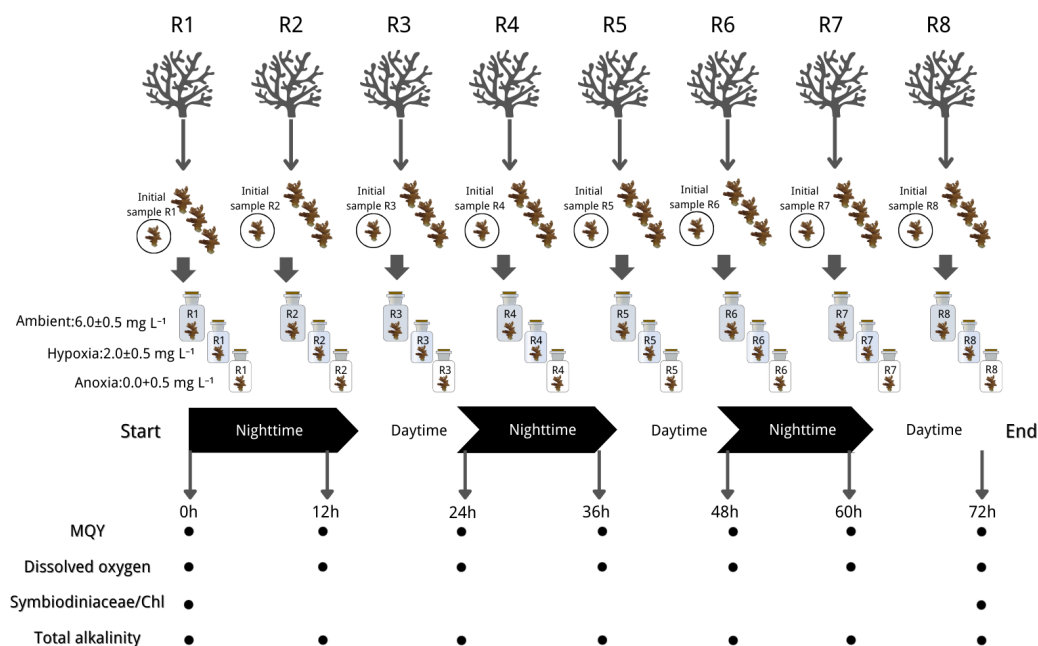 R1 R2 R3 R4 R5 R6 R7 R8
Initial sample R1
Initial sample R2
Initial sample R3
Initial sample R4
Initial sample R5
Initial sample R6
Initial sample R7
Initial sample R8
Ambient:6.0±0.5 mg L⁻¹ R1 R2 R3 R4 R5 R6 R7 R8
Hypoxia:2.0±0.5 mg L⁻¹ R1 R2 R3 R4 R5 R6 R7 R8
Anoxia:0.0+0.5 mg L⁻¹ R1 R2 R3 R4 R5 R6 R7 R8
Start Nighttime Daytime Nighttime Daytime Nighttime Daytime End
0h 12h 24h 36h 48h 60h 72h
MQY
Dissolved oxygen
Symbiodiniaceae/Chl
Total alkalinity